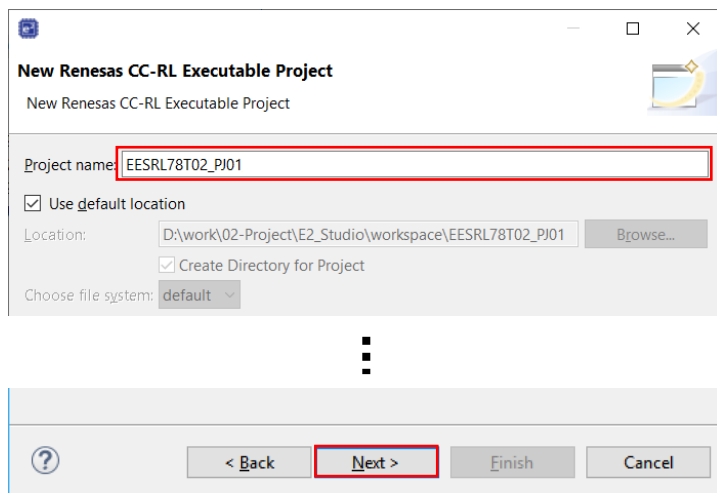 New Renesas CC-RL Executable Project
New Renesas CC-RL Executable Project
Project name: EESRL78T02_PJ01
Use default location
Location: D:\work\02-Project\E2_Studio\workspace\EESRL78T02_PJ01 Browse...
Create Directory for Project
Choose file system: default
< Back Next > Finish Cancel